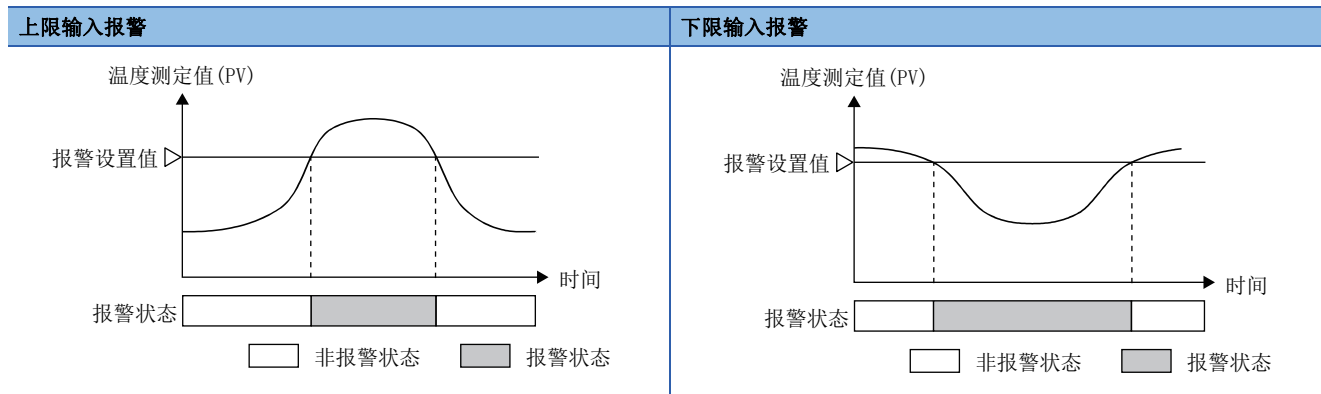 上限输入报警
温度测定值(PV)
报警设置值
时间
报警状态
非报警状态
报警状态
下限输入报警
温度测定值(PV)
报警设置值
时间
报警状态
非报警状态
报警状态